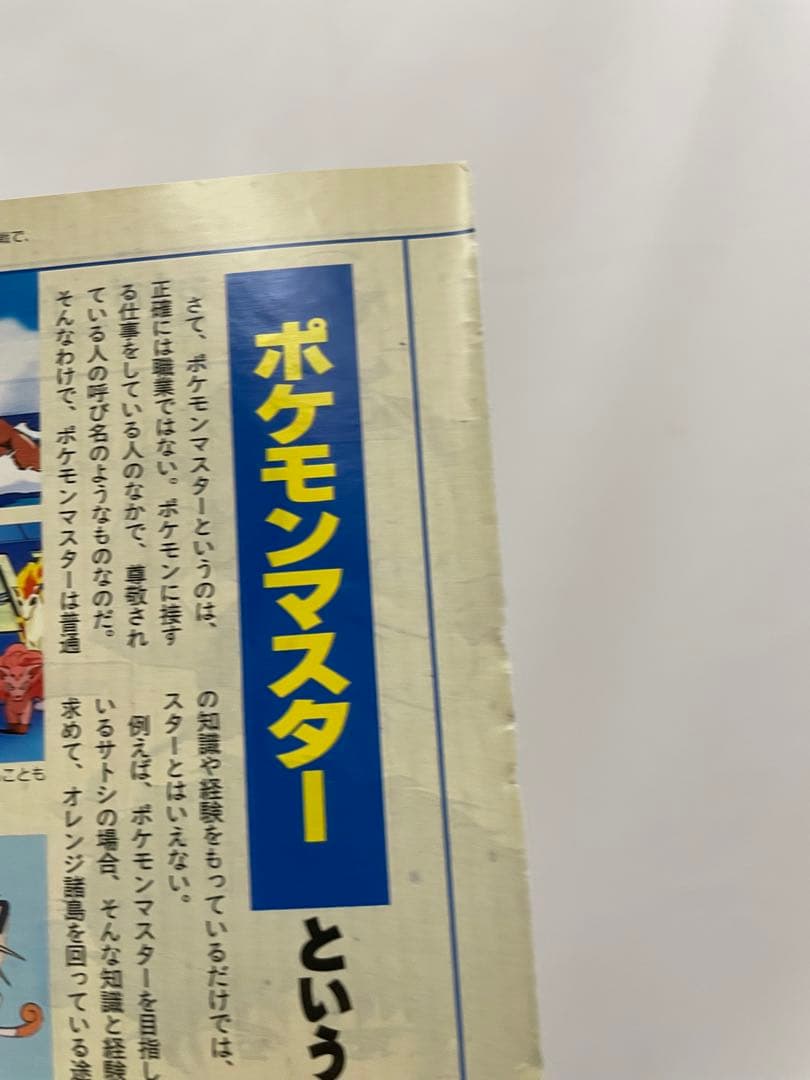 ポケモンマスター
という
さて、ポケモンマスターというのは、
正確には職業ではない。ポケモンに接す
る仕事をしている人のなかで、尊敬され
ている人の呼び名のようなものなのだ。
そんなわけで、ポケモンマスターは普通
の知識や経験をもっているだけでは、
スターとはいえない。
例えば、ポケモンマスターを目指し
いるサトシの場合、そんな知識と経験
求めて、オレンジ諸島を回っている途
で、
ことも